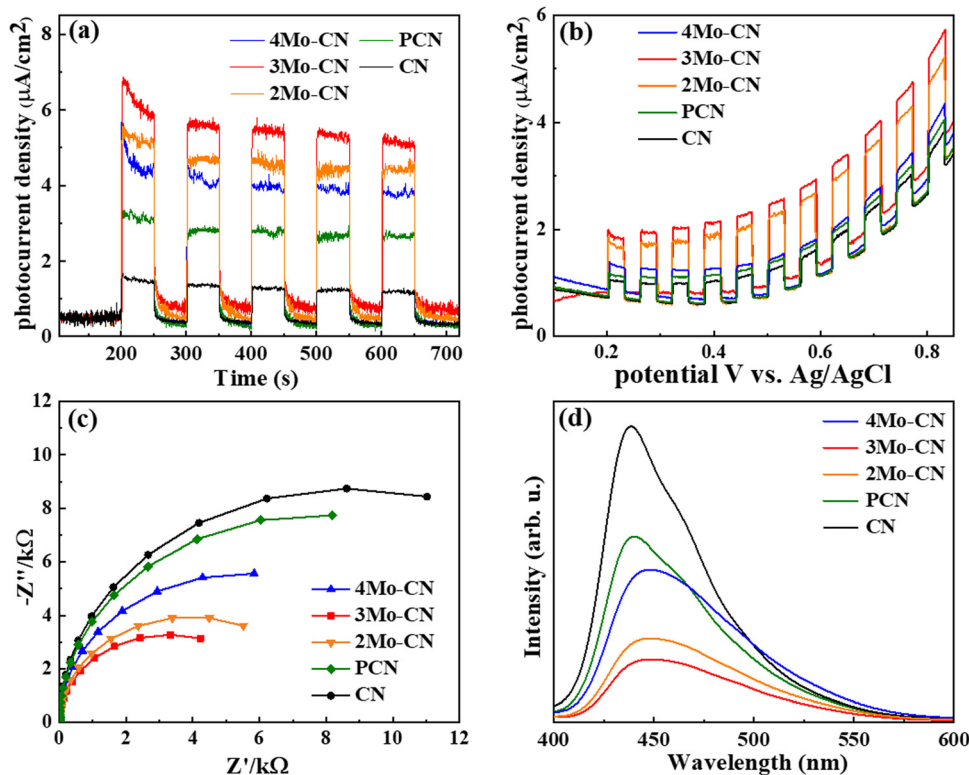 (a)
4Mo-CN PCN
3Mo-CN CN
2Mo-CN
photocurrent density (μA/cm2)
8
6
4
2
0
200 300 400 500 600 700
Time (s)
(b)
4Mo-CN
3Mo-CN
2Mo-CN
PCN
CN
photocurrent density (μA/cm2)
6
4
2
0
0.2 0.4 0.6 0.8
potential V vs. Ag/AgCl
(c)
-Z''/kΩ
12
10
8
6
4
2
0
4Mo-CN
3Mo-CN
2Mo-CN
PCN
CN
0 2 4 6 8 10 12
Z'/kΩ
(d)
4Mo-CN
3Mo-CN
2Mo-CN
PCN
CN
Intensity (arb. u.)
400 450 500 550 600
Wavelength (nm)